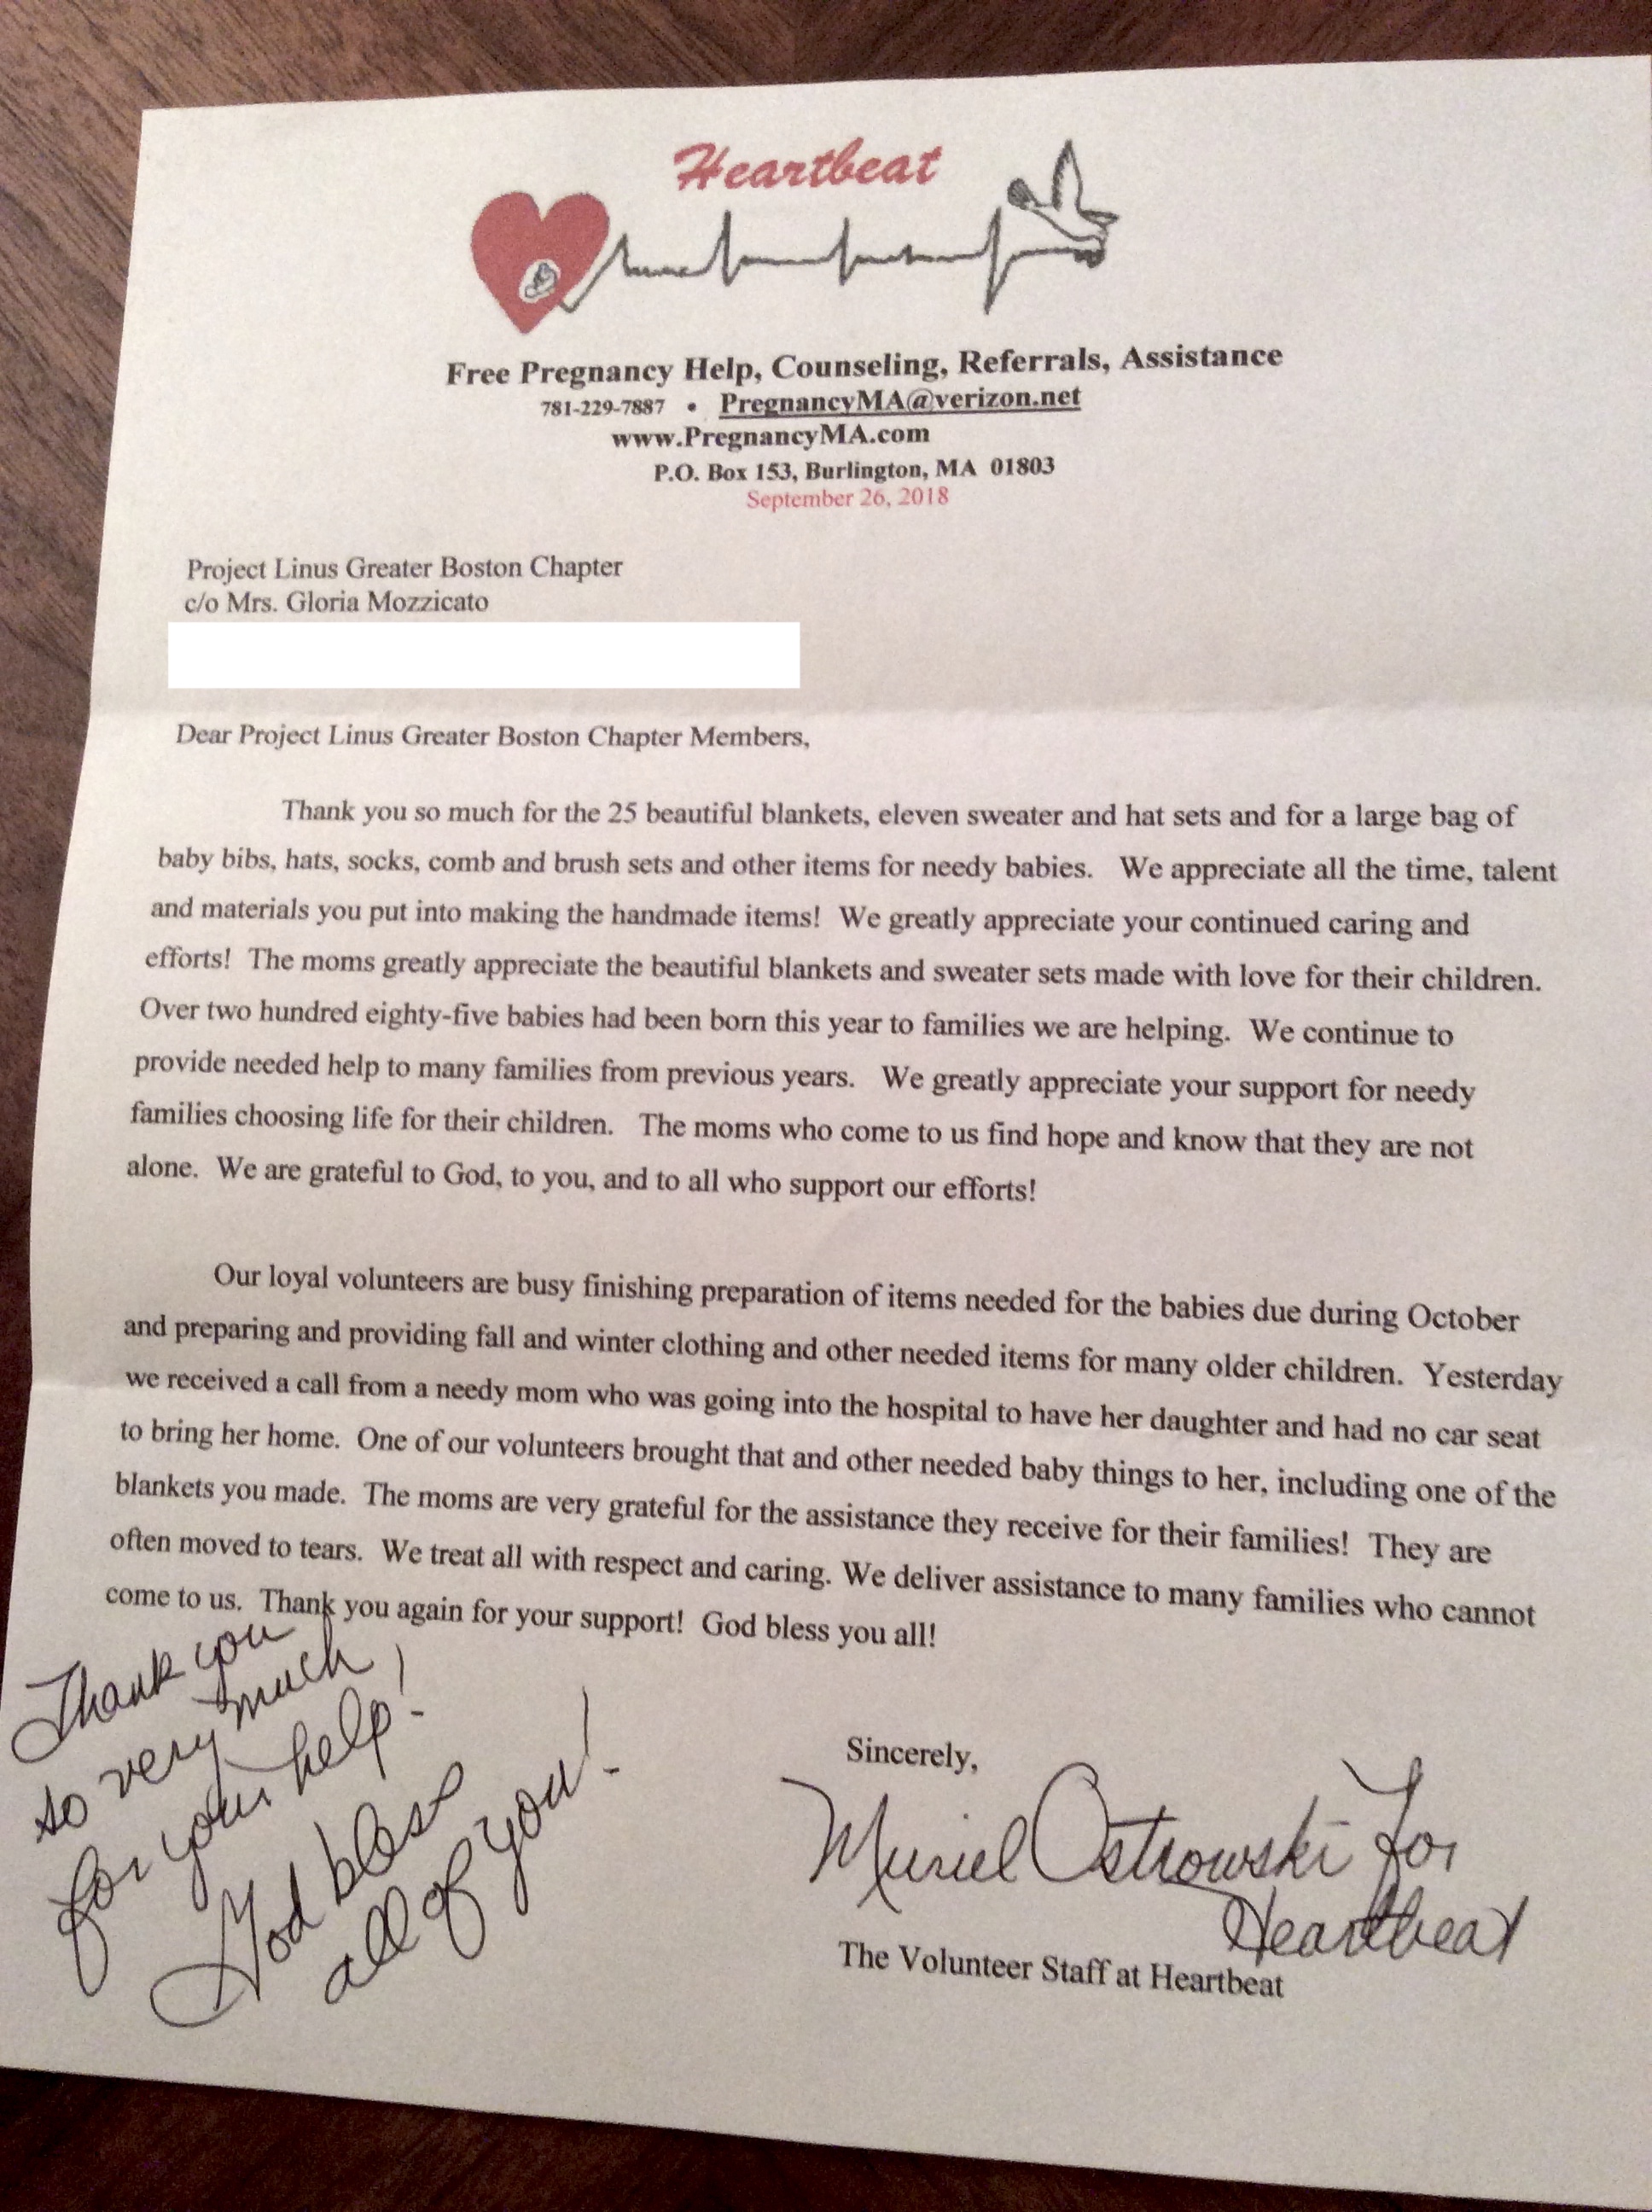 Heartbeat
Free Pregnancy Help, Counseling, Referrals, Assistance
781-229-7887 • PregnancyMA@verizon.net
www.PregnancyMA.com
P.O. Box 153, Burlington, MA 01803
September 26, 2018
Project Linus Greater Boston Chapter
c/o Mrs. Gloria Mozzicato
Dear Project Linus Greater Boston Chapter Members,
Thank you so much for the 25 beautiful blankets, eleven sweater and hat sets and for a large bag of
baby bibs, hats, socks, comb and brush sets and other items for needy babies. We appreciate all the time, talent
and materials you put into making the handmade items! We greatly appreciate your continued caring and
efforts! The moms greatly appreciate the beautiful blankets and sweater sets made with love for their children.
Over two hundred eighty-five babies had been born this year to families we are helping. We continue to
provide needed help to many families from previous years. We greatly appreciate your support for needy
families choosing life for their children. The moms who come to us find hope and know that they are not
alone. We are grateful to God, to you, and to all who support our efforts!
Our loyal volunteers are busy finishing preparation of items needed for the babies due during October
and preparing and providing fall and winter clothing and other needed items for many older children. Yesterday
we received a call from a needy mom who was going into the hospital to have her daughter and had no car seat
to bring her home. One of our volunteers brought that and other needed baby things to her, including one of the
blankets you made. The moms are very grateful for the assistance they receive for their families! They are
often moved to tears. We treat all with respect and caring. We deliver assistance to many families who cannot
come to us. Thank you again for your support! God bless you all!
Thank you
so very much
for your help!
God bless
all of you!
Sincerely,
Muriel Ostrowski for
Heartbeat
The Volunteer Staff at Heartbeat